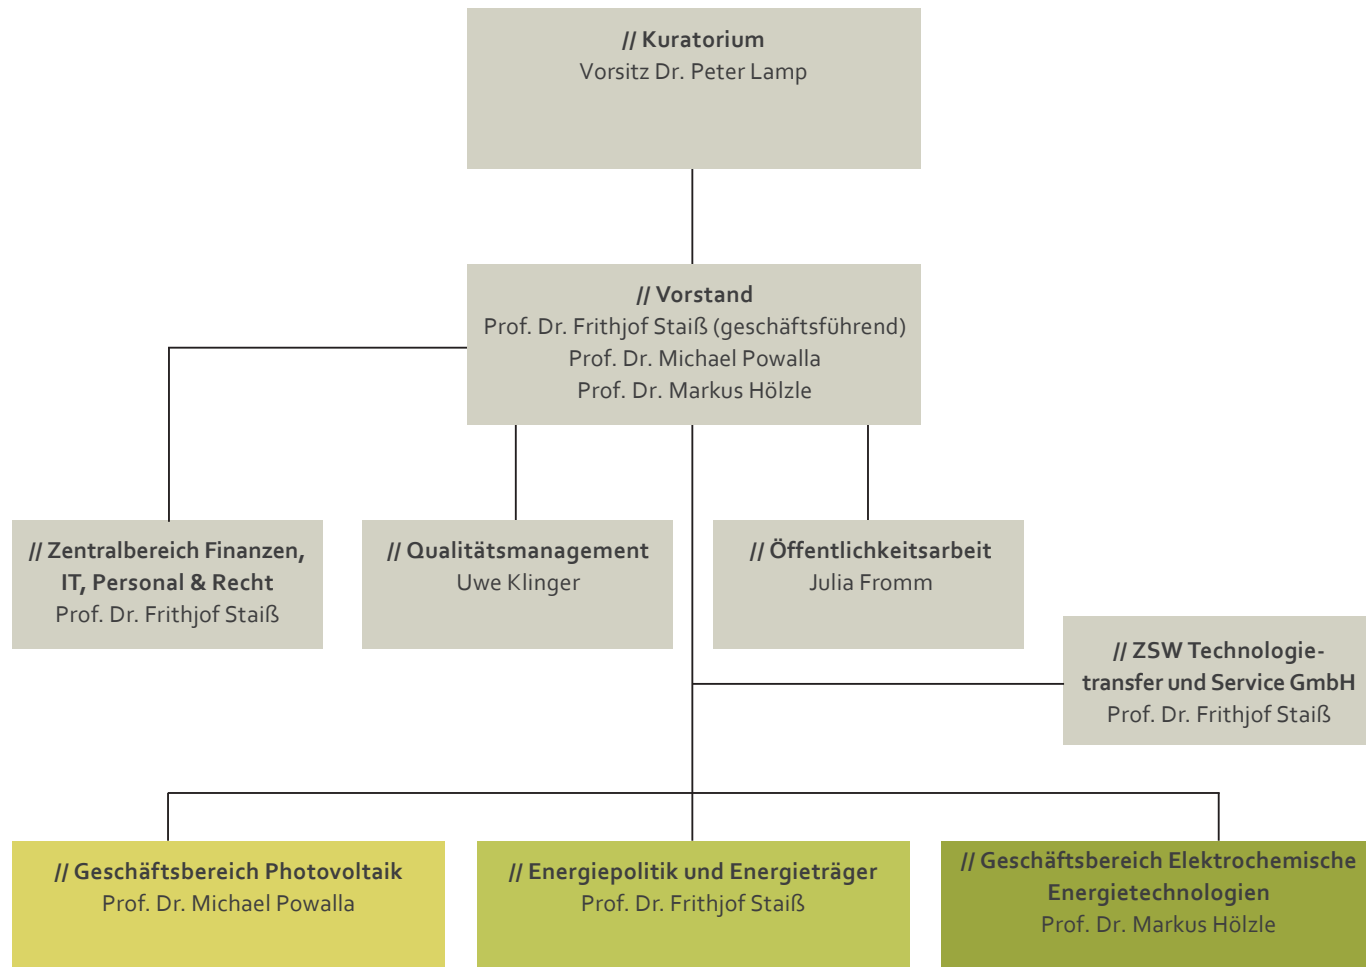 // Kuratorium
Vorsitz Dr. Peter Lamp
// Vorstand
Prof. Dr. Frithjof Staiß (geschäftsführend)
Prof. Dr. Michael Powalla
Prof. Dr. Markus Hölzle
// Zentralbereich Finanzen,
IT, Personal & Recht
Prof. Dr. Frithjof Staiß
// Qualitätsmanagement
Uwe Klinger
// Öffentlichkeitsarbeit
Julia Fromm
// ZSW Technologie-
transfer und Service GmbH
Prof. Dr. Frithjof Staiß
// Geschäftsbereich Photovoltaik
Prof. Dr. Michael Powalla
// Energiepolitik und Energieträger
Prof. Dr. Frithjof Staiß
// Geschäftsbereich Elektrochemische
Energietechnologien
Prof. Dr. Markus Hölzle